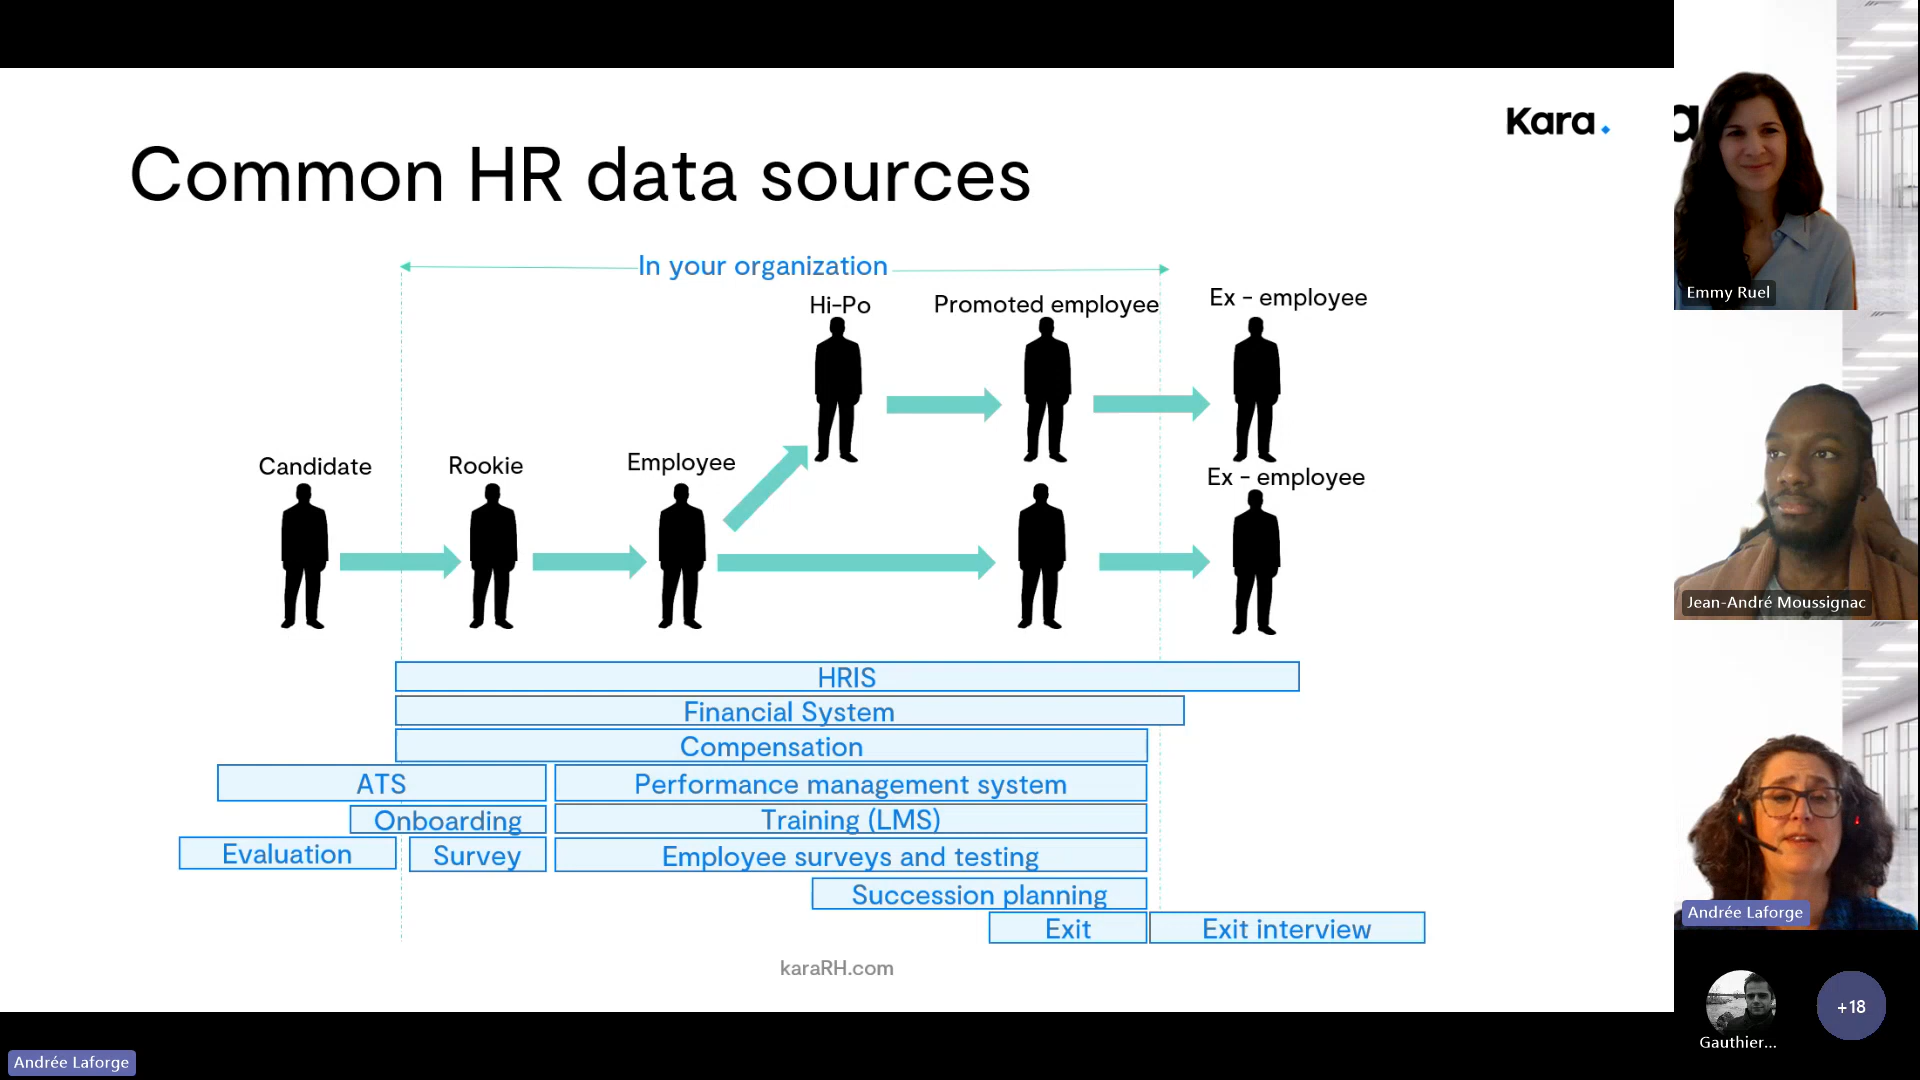 Kara.
Common HR data sources
In your organization
Hi-Po
Promoted employee
Ex - employee
Candidate
Rookie
Employee
Ex - employee
HRIS
Financial System
Compensation
ATS
Performance management system
Onboarding
Training (LMS)
Evaluation
Survey
Employee surveys and testing
Succession planning
Exit
Exit interview
karaRH.com
Andrée Laforge
a
Emmy Ruel
Jean-André Moussignac
Andrée Laforge
Gauthier...
+18